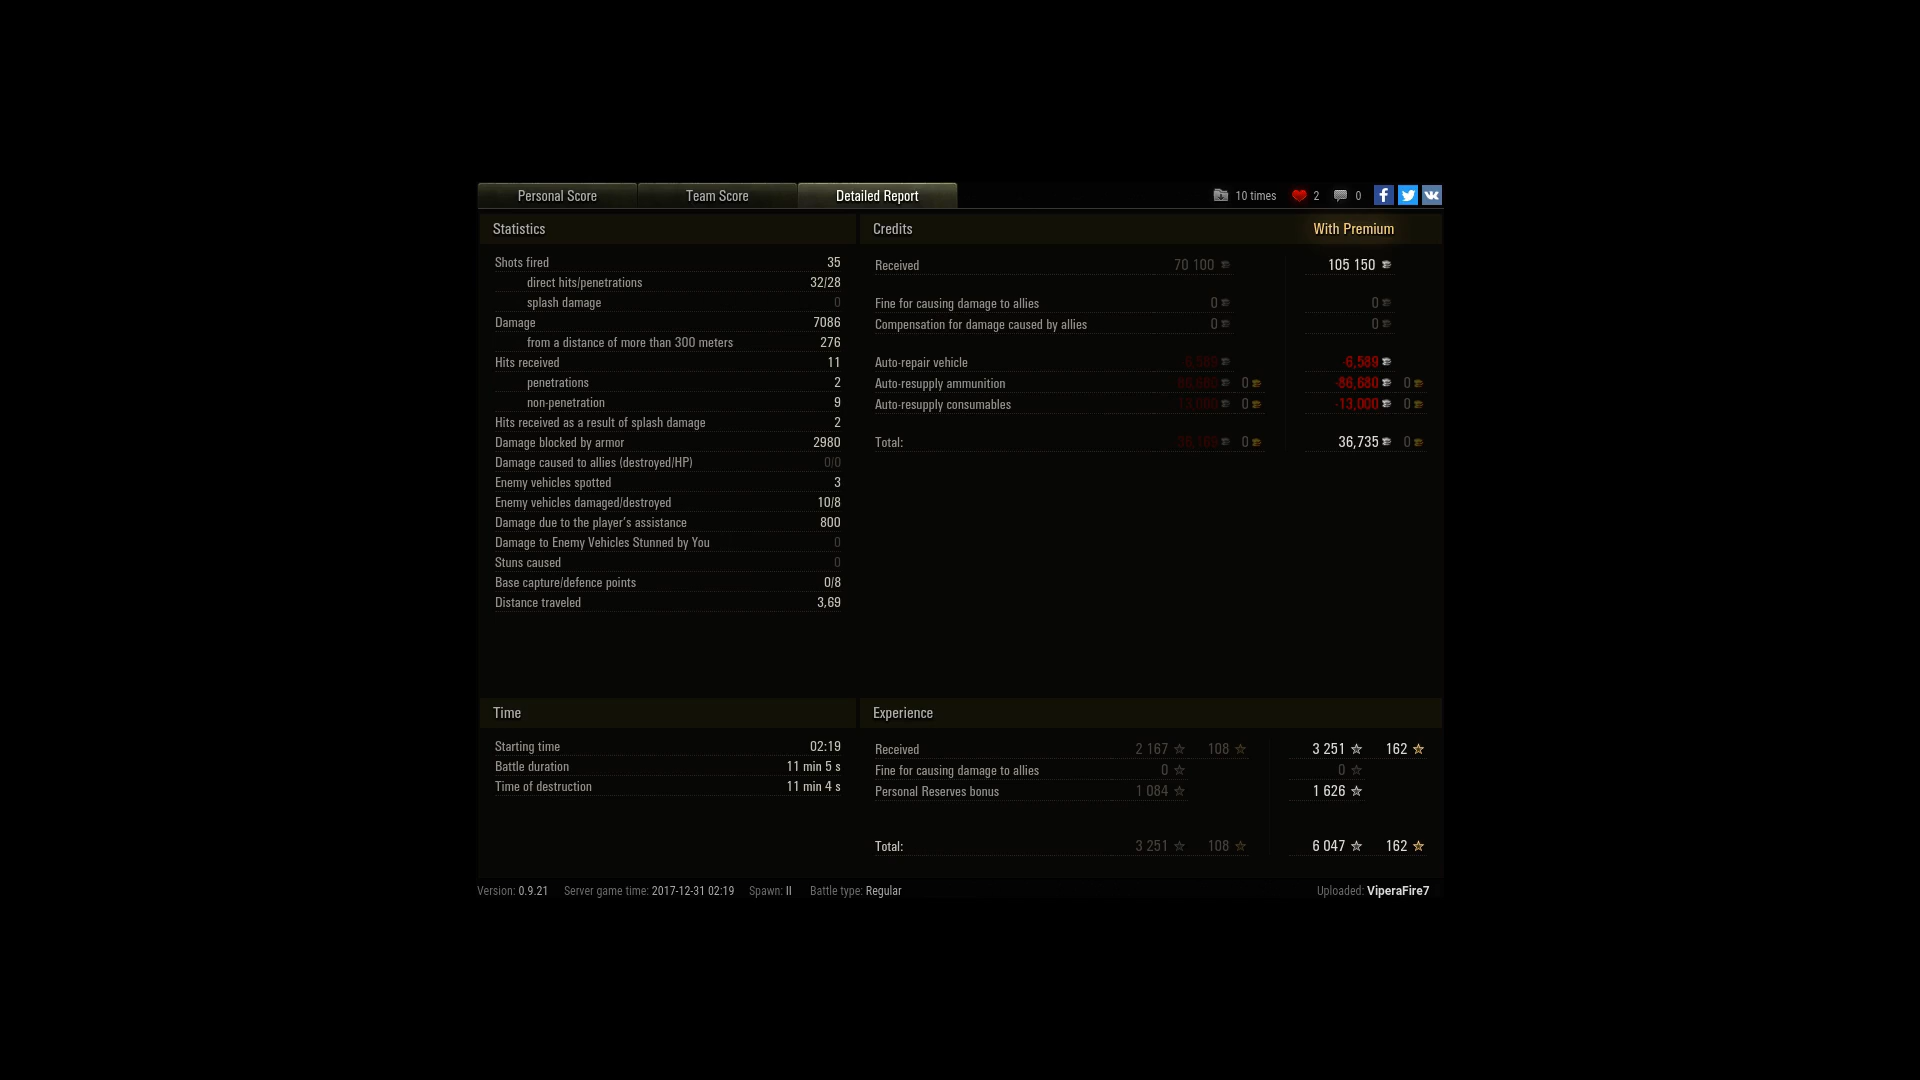 Personal Score Team Score Detailed Report 10 times 2 0
Statistics
Shots fired 35
direct hits/penetrations 32/28
splash damage 0
Damage 7086
from a distance of more than 300 meters 276
Hits received 11
penetrations 2
non-penetration 9
Hits received as a result of splash damage 2
Damage blocked by armor 2980
Damage caused to allies (destroyed/HP) 0/0
Enemy vehicles spotted 3
Enemy vehicles damaged/destroyed 10/8
Damage due to the player's assistance 800
Damage to Enemy Vehicles Stunned by You 0
Stuns caused 0
Base capture/defence points 0/8
Distance traveled 3,69
Credits With Premium
Received 70 100 105 150
Fine for causing damage to allies 0 0
Compensation for damage caused by allies 0 0
Auto-repair vehicle 6,589 -6,589
Auto-resupply ammunition 0 -86,680 0
Auto-resupply consumables 0 -13,000 0
Total: 0 36,735 0
Time
Starting time 02:19
Battle duration 11 min 5 s
Time of destruction 11 min 4 s
Experience
Received 2 167 108 3 251 162
Fine for causing damage to allies 0 0
Personal Reserves bonus 1 084 1 626
Total: 3 251 108 6 047 162
Version: 0.9.21 Server game time: 2017-12-31 02:19 Spawn: II Battle type: Regular Uploaded: ViperaFire7